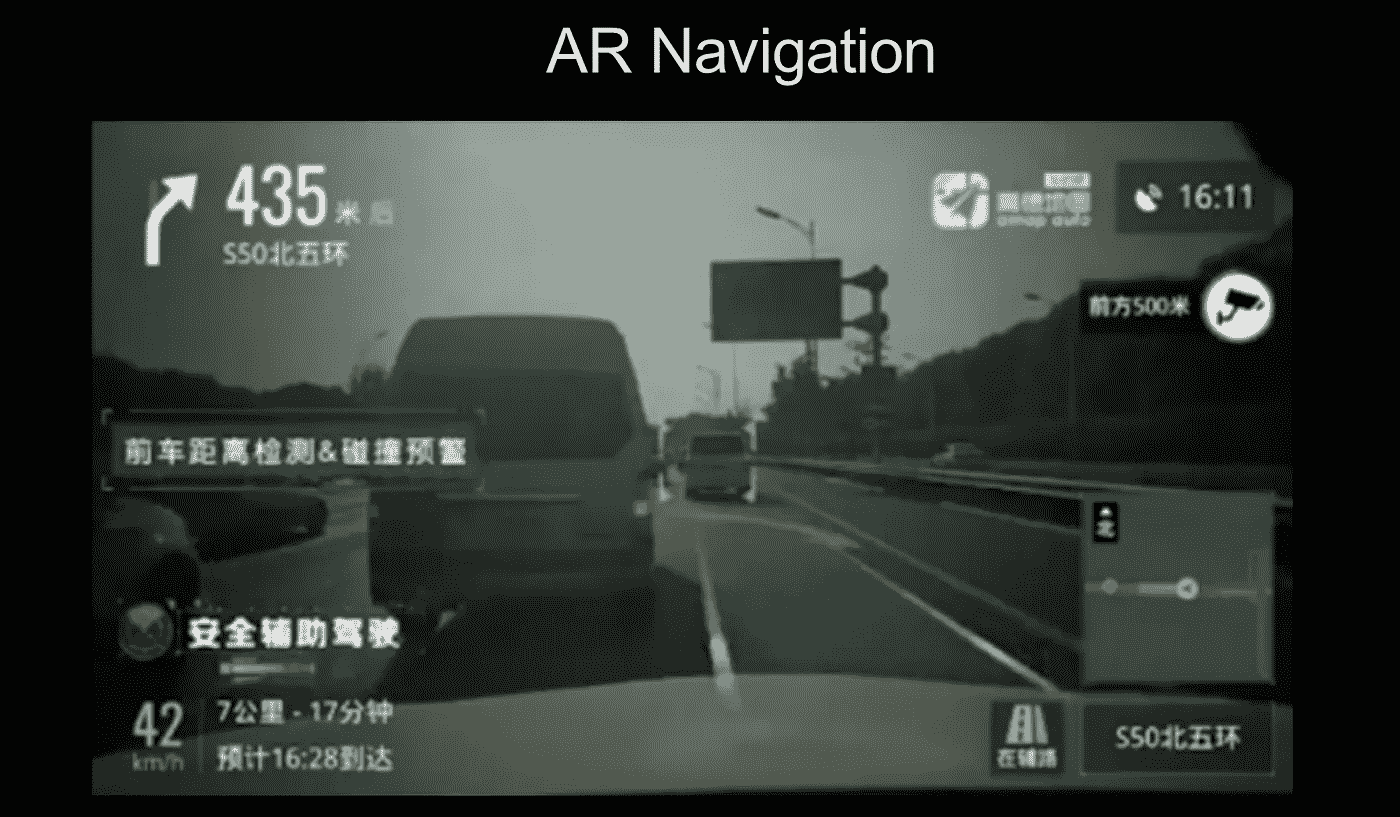 AR Navigation
435米后
S50北五环
amap auto
16:11
前方500米
前车距离检测&碰撞预警
北
安全辅助驾驶
42
km/h
7公里 - 17分钟
预计16:28到达
在辅路
S50北五环